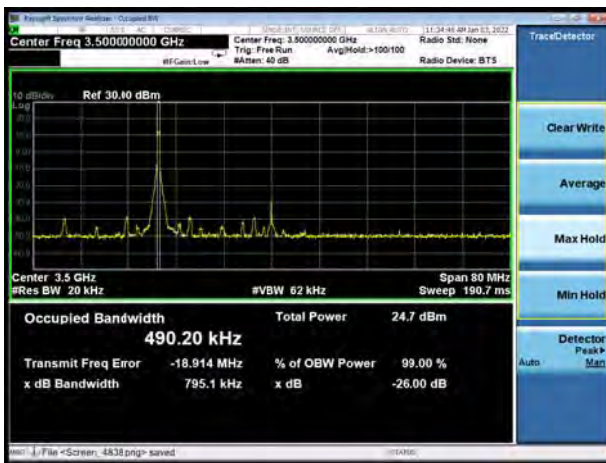 Keysight Spectrum Analyzer - Occupied BW
11:34:46 AM Jan 03, 2022
Center Freq 3.500000000 GHz
Center Freq: 3.500000000 GHz
Radio Std: None
TraceDetector
Trig: Free Run
Avg|Hold:>100/100
#IFGain:Low
#Atten: 40 dB
Radio Device: BTS
10 dB/div
Ref 30.00 dBm
Log
Clear Write
Average
Max Hold
Center 3.5 GHz
Span 80 MHz
#Res BW 20 kHz
#VBW 62 kHz
Sweep 190.7 ms
Min Hold
Occupied Bandwidth
Total Power
24.7 dBm
490.20 kHz
Detector
Peak▶
Auto
Man
Transmit Freq Error
-18.914 MHz
% of OBW Power
99.00 %
x dB Bandwidth
795.1 kHz
x dB
-26.00 dB
MSG
File <Screen_4838.png> saved
STATUS